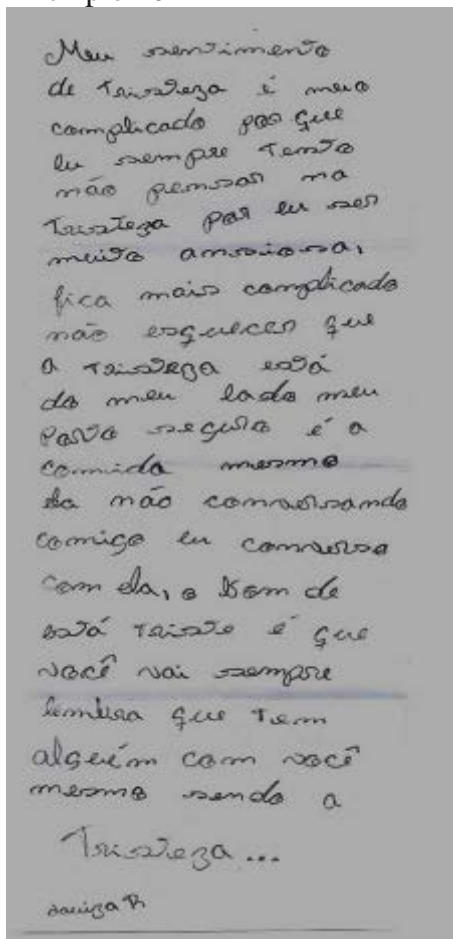 Meu sentimento
de tristeza é meio
complicado por que
eu sempre tento
não pensar na
tristeza por eu ser
muito ansiosa,
fica mais complicado
não esquecer que
a tristeza está
do meu lado meu
Porto seguro é a
comida mesmo
ela não conversando
comigo eu converso
com ela, o bom de
está triste é que
você vai sempre
lembra que tem
alguém com você
mesmo sendo a
Tristeza...